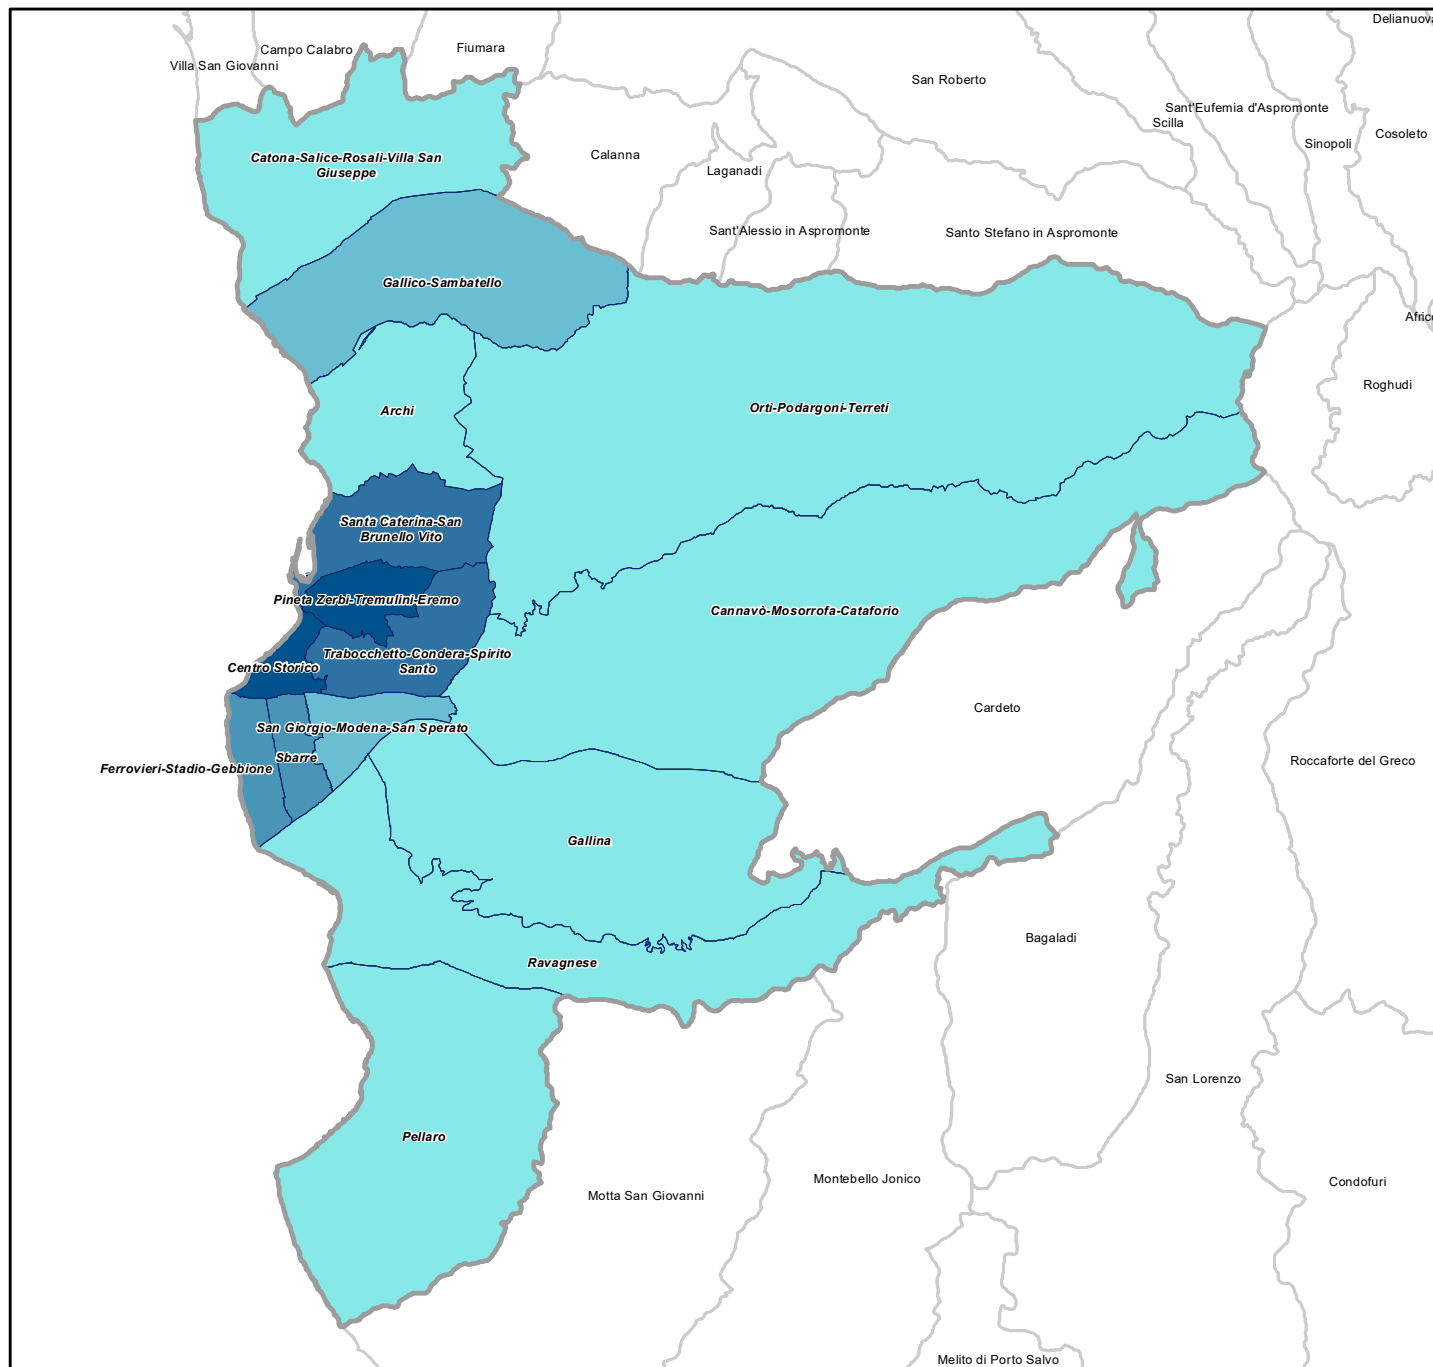 Delianuova
Campo Calabro
Fiumara
Villa San Giovanni
San Roberto
Sant'Eufemia d'Aspromonte
Scilla
Cosoleto
Sinopoli
Catona-Salice-Rosali-Villa San
Giuseppe
Calanna
Laganadi
Sant'Alessio in Aspromonte
Santo Stefano in Aspromonte
Gallico-Sambatello
Africo
Roghudi
Archi
Orti-Podargoni-Terreti
Santa Caterina-San
Brunello Vito
Pineta Zerbi-Tremulini-Eremo
Cannavò-Mosorrofa-Cataforio
Trabocchetto-Condera-Spirito
Santo
Centro Storico
Cardeto
San Giorgio-Modena-San Sperato
Sbarre
Ferrovieri-Stadio-Gebbione
Roccaforte del Greco
Gallina
Bagaladi
Ravagnese
San Lorenzo
Pellaro
Montebello Jonico
Condofuri
Motta San Giovanni
Melito di Porto Salvo